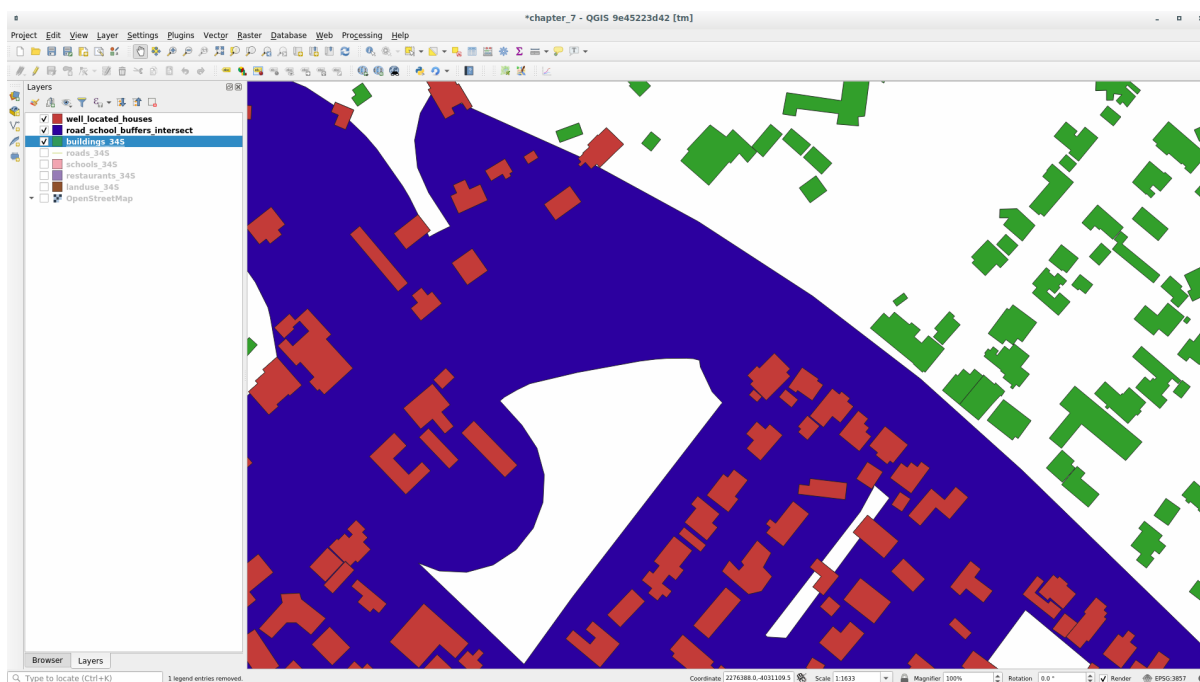 *chapter_7 - QGIS 9e45223d42 [tm]
Project Edit View Layer Settings Plugins Vector Raster Database Web Processing Help
Layers
well_located_houses
road_school_buffers_intersect
buildings_34S
roads_34S
schools_34S
restaurants_34S
landuse_34S
OpenStreetMap
Browser Layers
Type to locate (Ctrl+K) 1 legend entries removed. Coordinate 2276388.0,-4031109.5 Scale 1:1633 Magnifier 100% Rotation 0.0 ° Render EPSG:3857